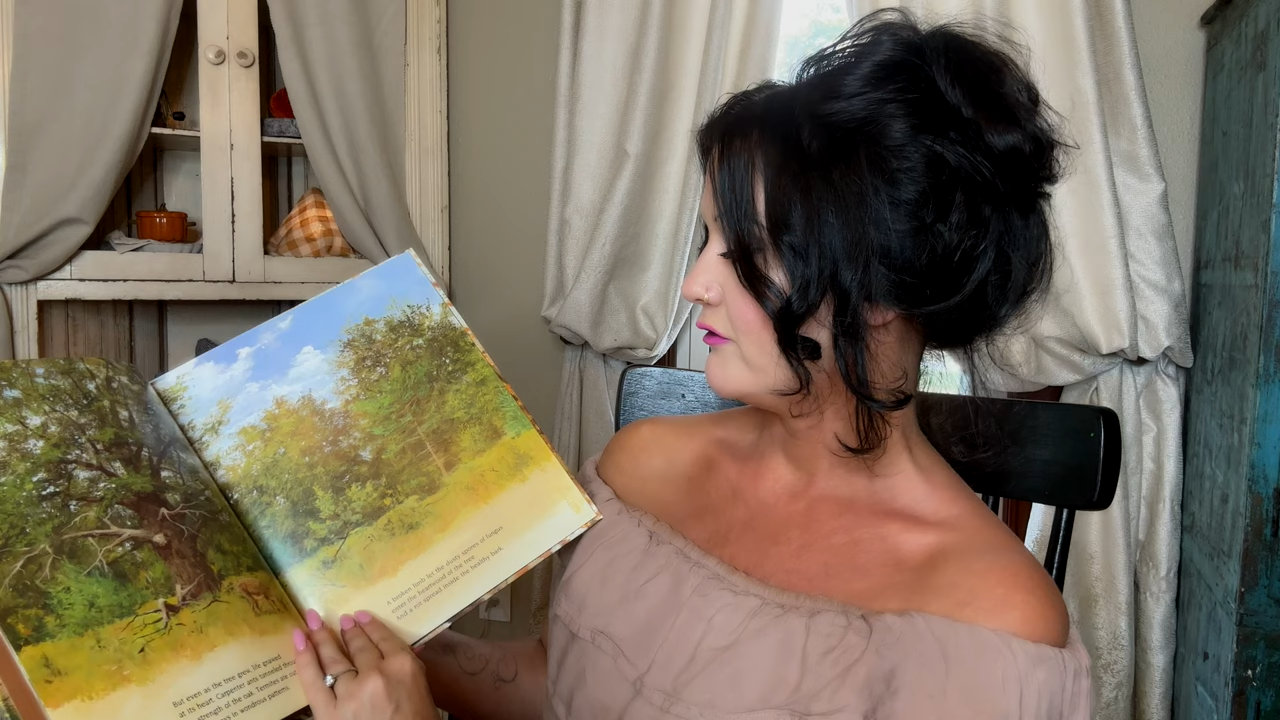 But even as the tree grew, life gnawed
at its heart. Carpenter ants tunneled
strength of the oak. Termites ate
in wondrous patterns.
A broken limb let the dusty spores of fungus
enter the heartwood of the tree
And a rot spread inside the healthy bark.